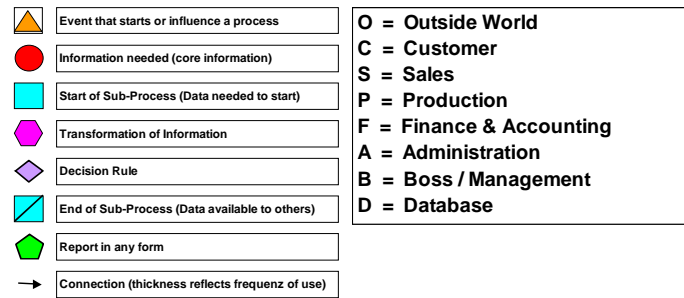 Event that starts or influence a process
Information needed (core information)
Start of Sub-Process (Data needed to start)
Transformation of Information
Decision Rule
End of Sub-Process (Data available to others)
Report in any form
Connection (thickness reflects frequenz of use)
O = Outside World
C = Customer
S = Sales
P = Production
F = Finance & Accounting
A = Administration
B = Boss / Management
D = Database